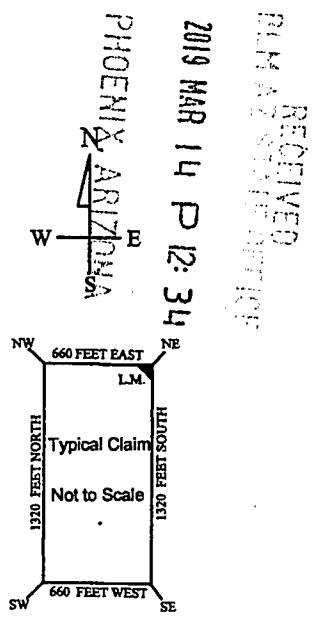 RECEIVED
BLM AZ STATE OFFICE
2019 MAR 14 P 12: 34
PHOENIX ARIZONA
N
W E
S
NW NE
660 FEET EAST
L.M.
1320 FEET NORTH
Typical Claim
Not to Scale
1320 FEET SOUTH
660 FEET WEST
SW SE